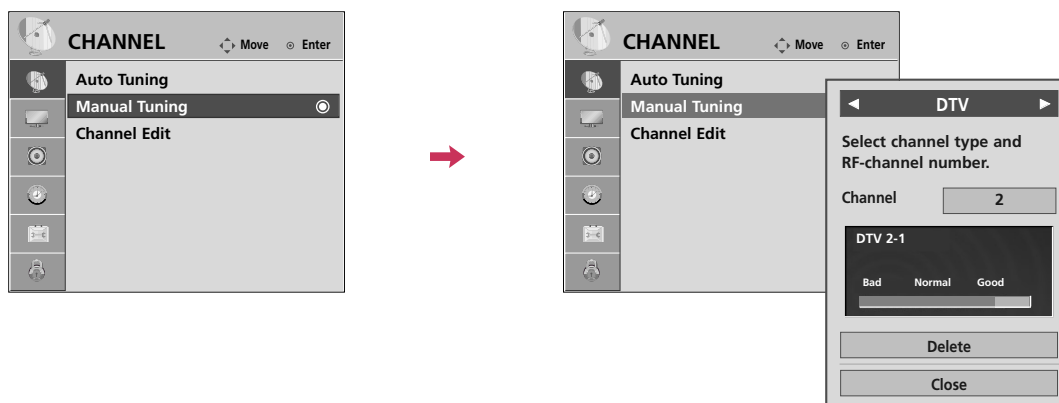 CHANNEL Move Enter
Auto Tuning
Manual Tuning
Channel Edit
CHANNEL Move Enter
Auto Tuning
Manual Tuning
Channel Edit
DTV
Select channel type and
RF-channel number.
Channel 2
DTV 2-1
Bad Normal Good
Delete
Close